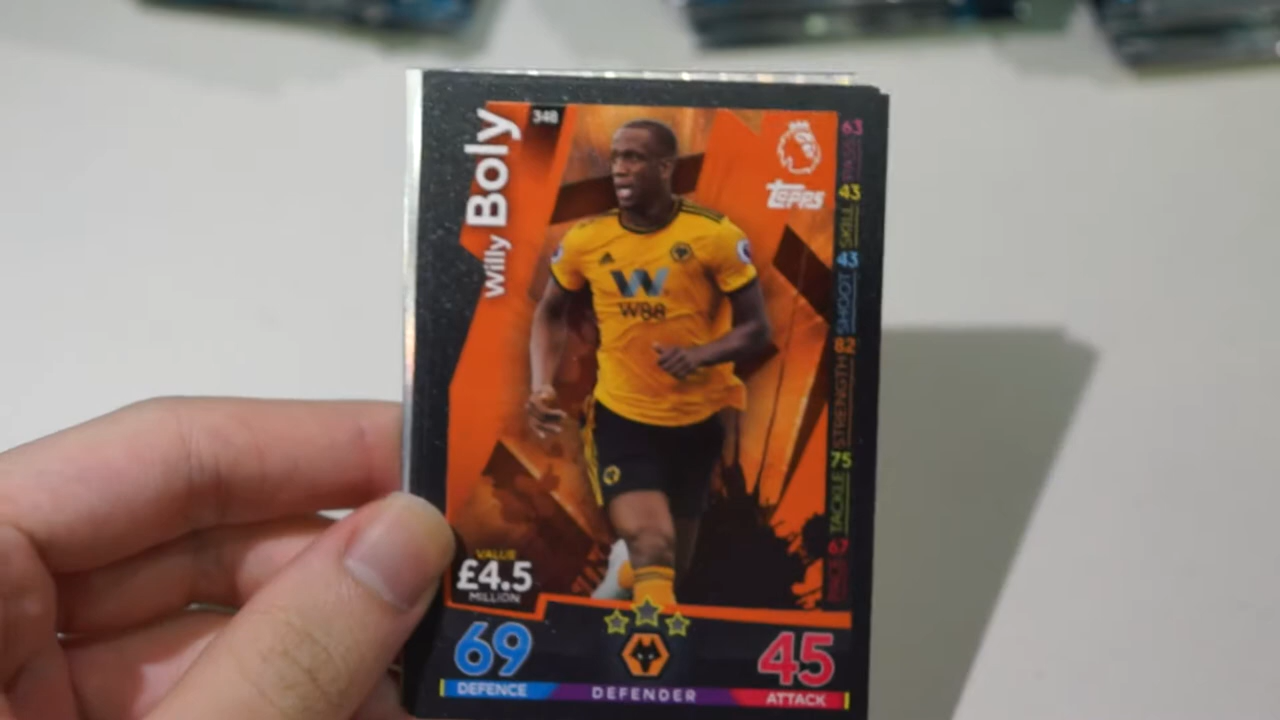 Willy Boly
348
Topps
W88
63
PASS
43
SKILL
43
SHOOT
82
STRENGTH
75
TACKLE
67
VALUE
£4.5
MILLION
69
45
DEFENCE
DEFENDER
ATTACK